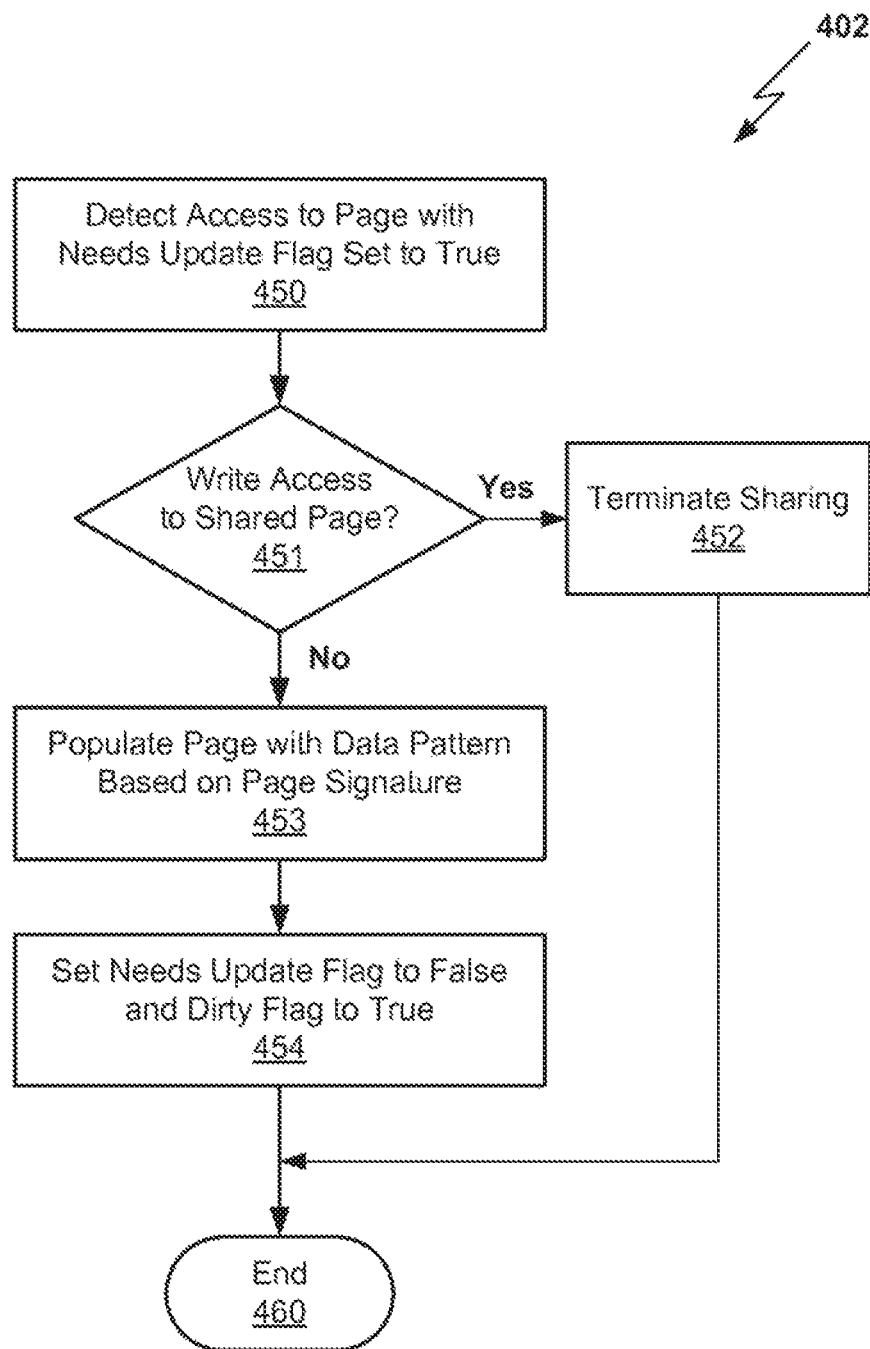 402
Detect Access to Page with
Needs Update Flag Set to True
450
Write Access
to Shared Page?
451
Yes
Terminate Sharing
452
No
Populate Page with Data Pattern
Based on Page Signature
453
Set Needs Update Flag to False
and Dirty Flag to True
454
End
460